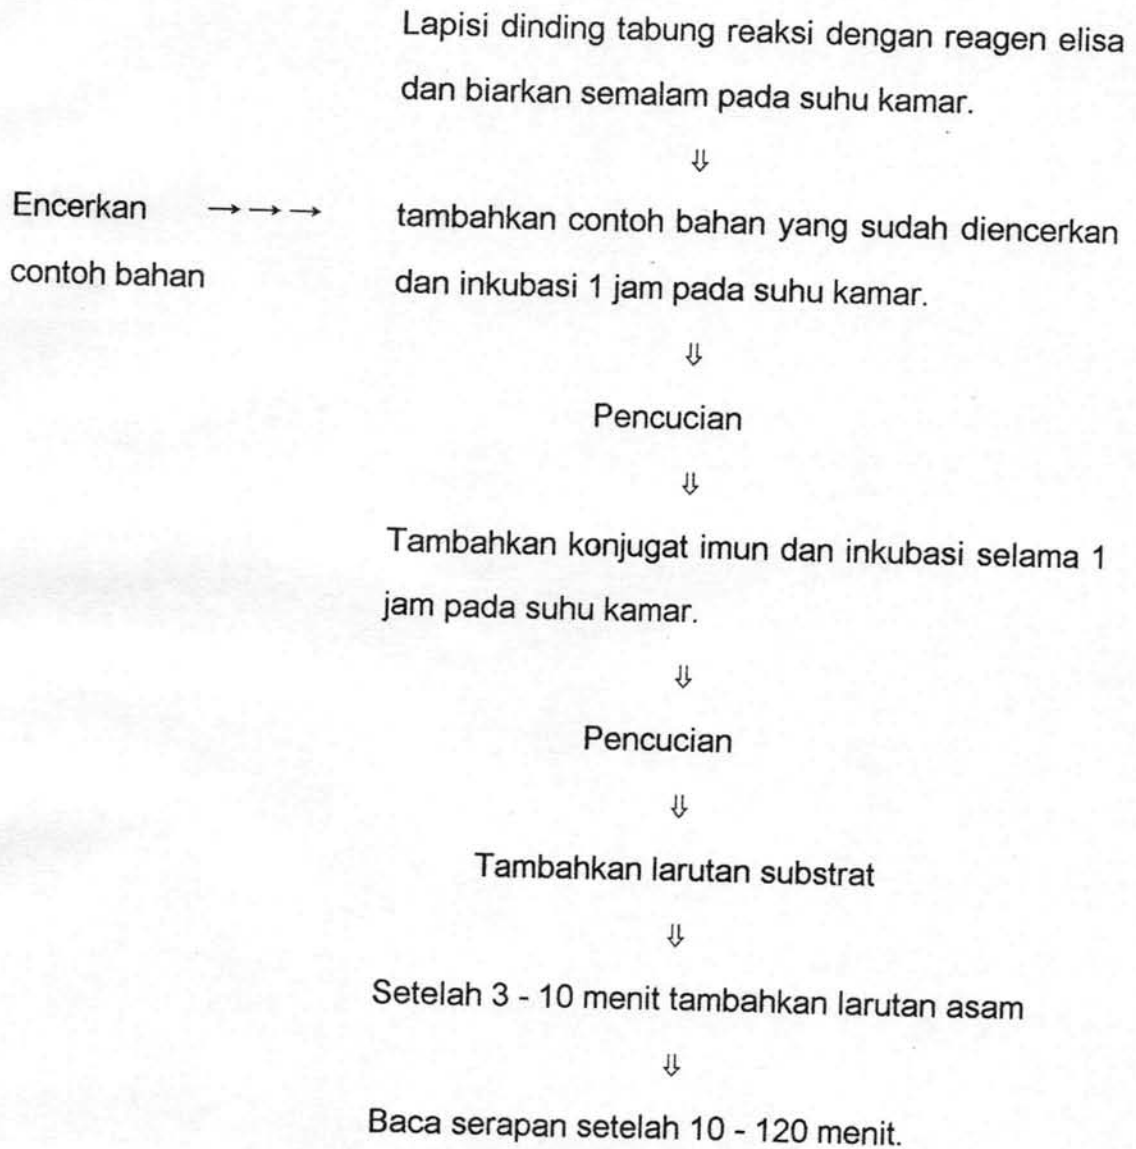 Lapisi dinding tabung reaksi dengan reagen elisa
dan biarkan semalam pada suhu kamar.
⇓
Encerkan →→→ tambahkan contoh bahan yang sudah diencerkan
contoh bahan dan inkubasi 1 jam pada suhu kamar.
⇓
Pencucian
⇓
Tambahkan konjugat imun dan inkubasi selama 1
jam pada suhu kamar.
⇓
Pencucian
⇓
Tambahkan larutan substrat
⇓
Setelah 3 - 10 menit tambahkan larutan asam
⇓
Baca serapan setelah 10 - 120 menit.